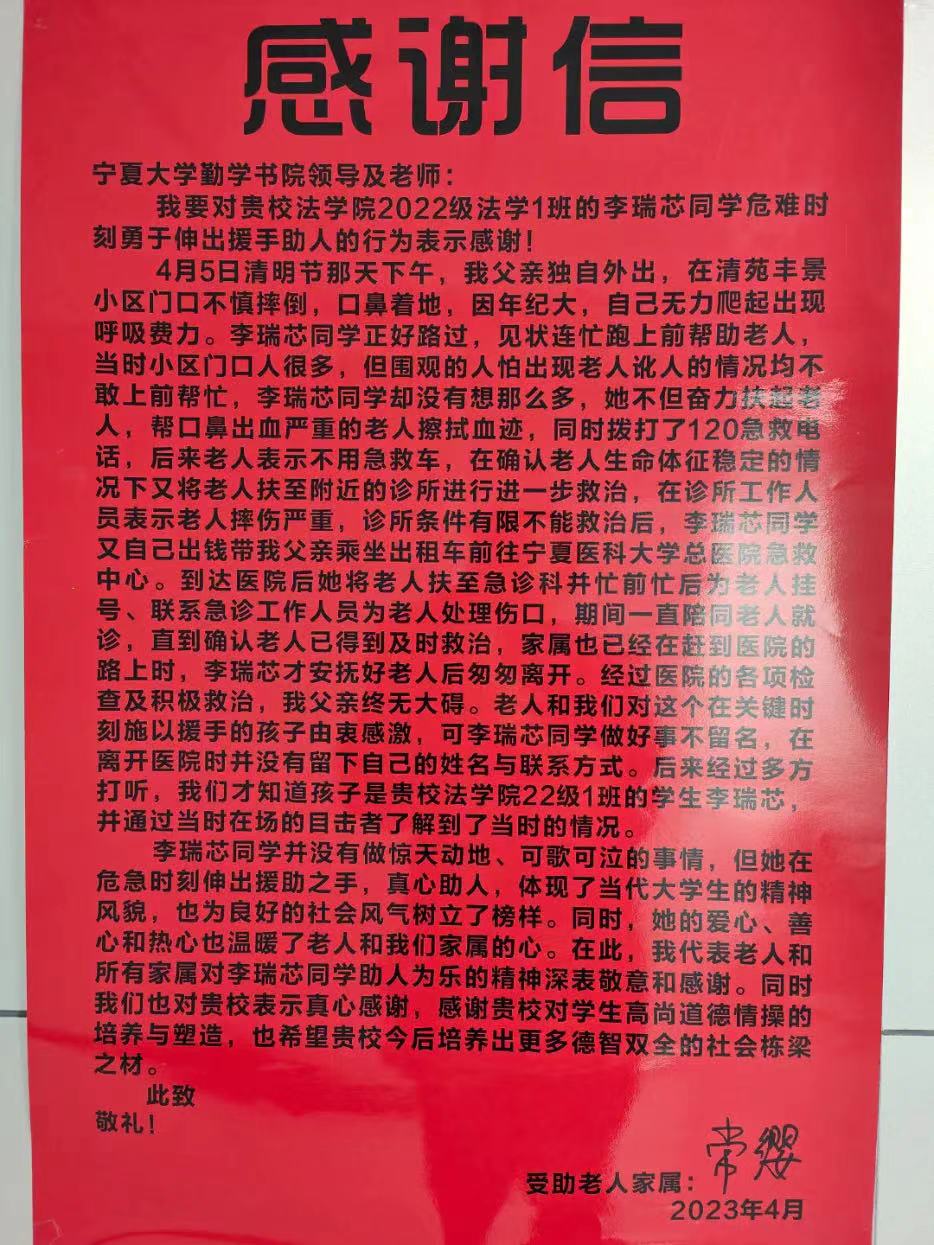 感谢信
宁夏大学勤学书院领导及老师：
我要对贵校法学院2022级法学1班的李瑞芯同学危难时
刻勇于伸出援手助人的行为表示感谢！
4月5日清明节那天下午，我父亲独自外出，在清苑丰景
小区门口不慎摔倒，口鼻着地，因年纪大，自己无力爬起出现
呼吸费力。李瑞芯同学正好路过，见状连忙跑上前帮助老人，
当时小区门口人很多，但围观的人怕出现老人讹人的情况均不
敢上前帮忙，李瑞芯同学却没有想那么多，她不但奋力扶起老
人，帮口鼻出血严重的老人擦拭血迹，同时拨打了120急救电
话，后来老人表示不用急救车，在确认老人生命体征稳定的情
况下又将老人扶至附近的诊所进行进一步救治，在诊所工作人
员表示老人摔伤严重，诊所条件有限不能救治后，李瑞芯同学
又自己出钱带我父亲乘坐出租车前往宁夏医科大学总医院急救
中心。到达医院后她将老人扶至急诊科并忙前忙后为老人挂
号、联系急诊工作人员为老人处理伤口，期间一直陪同老人就
诊，直到确认老人已得到及时救治，家属也已经在赶到医院的
路上时，李瑞芯才安抚好老人后匆匆离开。经过医院的各项检
查及积极救治，我父亲终无大碍。老人和我们对这个在关键时
刻施以援手的孩子由衷感激，可李瑞芯同学做好事不留名，在
离开医院时并没有留下自己的姓名与联系方式。后来经过多方
打听，我们才知道孩子是贵校法学院22级1班的学生李瑞芯，
并通过当时在场的目击者了解到了当时的情况。
李瑞芯同学并没有做惊天动地、可歌可泣的事情，但她在
危急时刻伸出援助之手，真心助人，体现了当代大学生的精神
风貌，也为良好的社会风气树立了榜样。同时，她的爱心、善
心和热心也温暖了老人和我们家属的心。在此，我代表老人和
所有家属对李瑞芯同学助人为乐的精神深表敬意和感谢。同时
我们也对贵校表示真心感谢，感谢贵校对学生高尚道德情操的
培养与塑造，也希望贵校今后培养出更多德智双全的社会栋梁
之材。
此致
敬礼！
受助老人家属：常缨
2023年4月